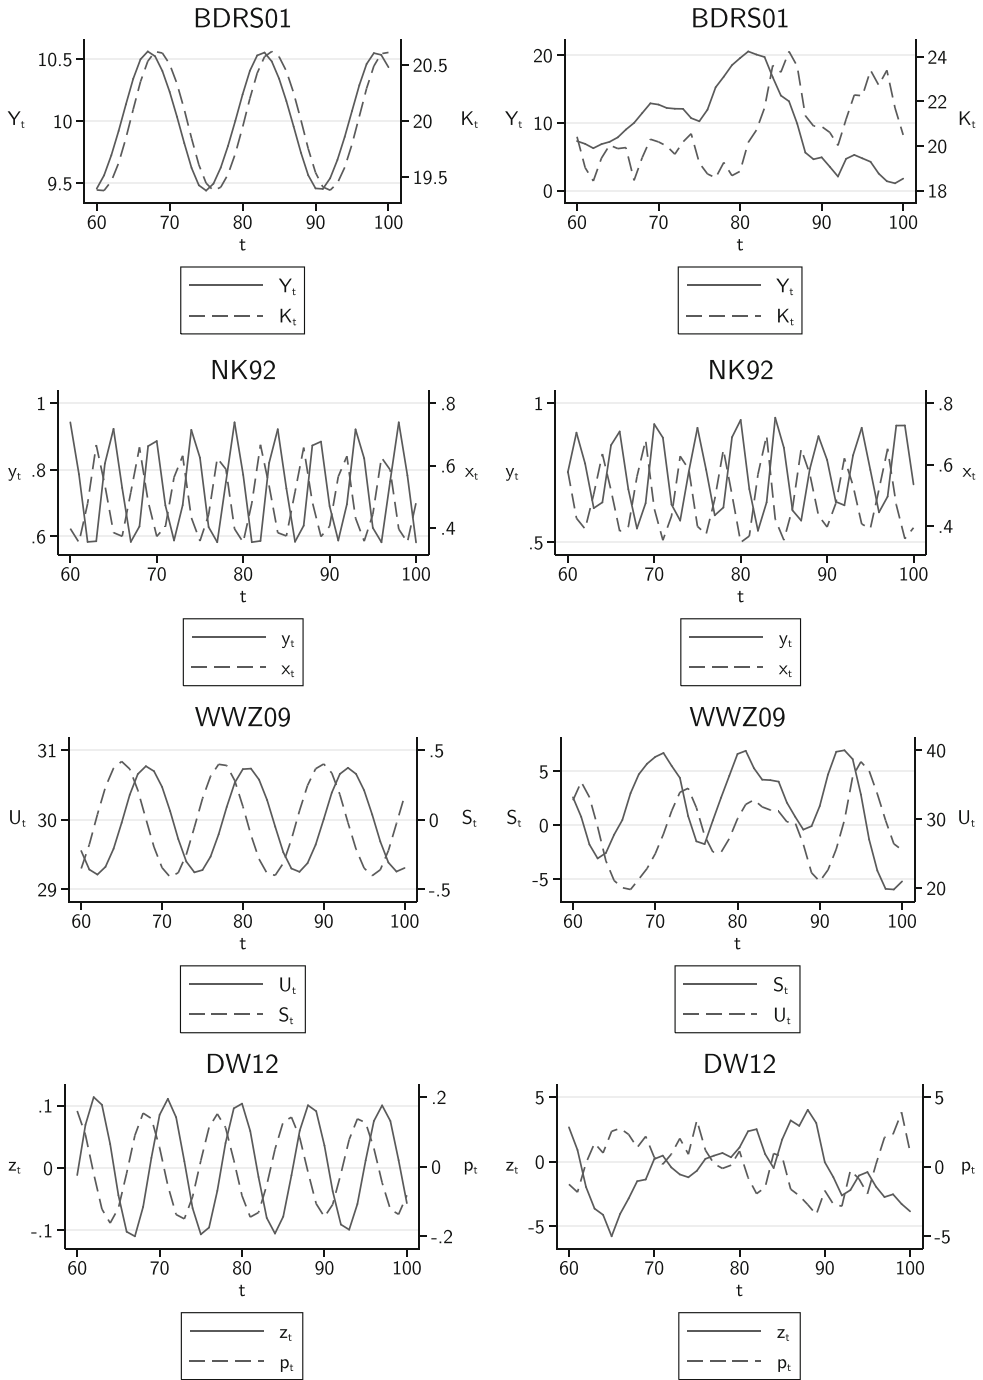 BDRS01 BDRS01
10.5 20.5 20 24
Yt 10 20 Kt Yt 10 22 Kt
9.5 19.5 0 20
18
60 70 80 90 100 60 70 80 90 100
t t
Yt Yt
Kt Kt
NK92 NK92
1 .8 1 .8
yt .8 .6 xt yt .6 xt
.6 .4 .5 .4
60 70 80 90 100 60 70 80 90 100
t t
yt yt
xt xt
WWZ09 WWZ09
31 .5 5 40
Ut 30 0 St St 0 30 Ut
29 -.5 -5 20
60 70 80 90 100 60 70 80 90 100
t t
Ut St
St Ut
DW12 DW12
.1 .2 5 5
zt 0 0 pt zt 0 0 pt
-.1 -.2 -5 -5
60 70 80 90 100 60 70 80 90 100
t t
zt zt
pt pt